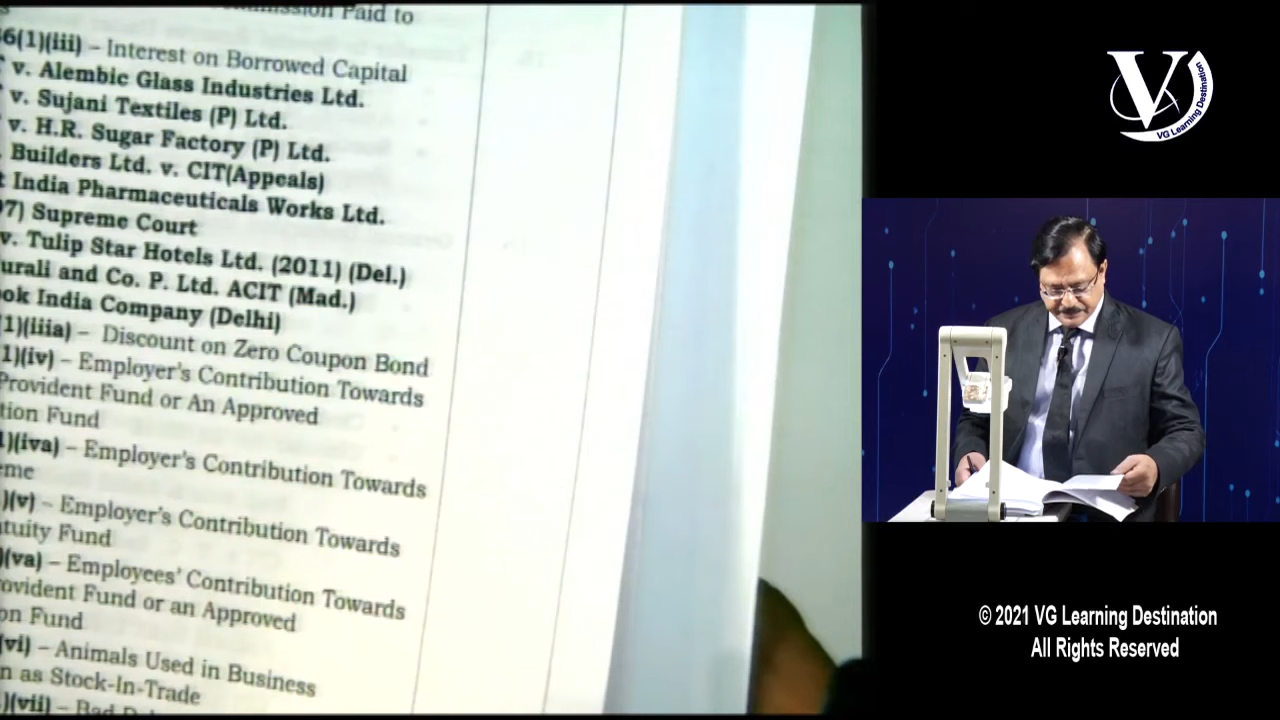 Paid to
6(1)(iii) – Interest on Borrowed Capital
v. Alembic Glass Industries Ltd.
v. Sujani Textiles (P) Ltd.
v. H.R. Sugar Factory (P) Ltd.
Builders Ltd. v. CIT(Appeals)
India Pharmaceuticals Works Ltd.
97) Supreme Court
v. Tulip Star Hotels Ltd. (2011) (Del.)
urali and Co. P. Ltd. ACIT (Mad.)
ok India Company (Delhi)
1)(iiia) – Discount on Zero Coupon Bond
1)(iv) – Employer's Contribution Towards
Provident Fund or An Approved
tion Fund
)(iva) – Employer's Contribution Towards
eme
)(v) – Employer's Contribution Towards
tuity Fund
)(va) – Employees' Contribution Towards
ovident Fund or an Approved
on Fund
(vi) – Animals Used in Business
n as Stock-In-Trade
)(vii) – Bad
V
VG Learning Destination
© 2021 VG Learning Destination
All Rights Reserved